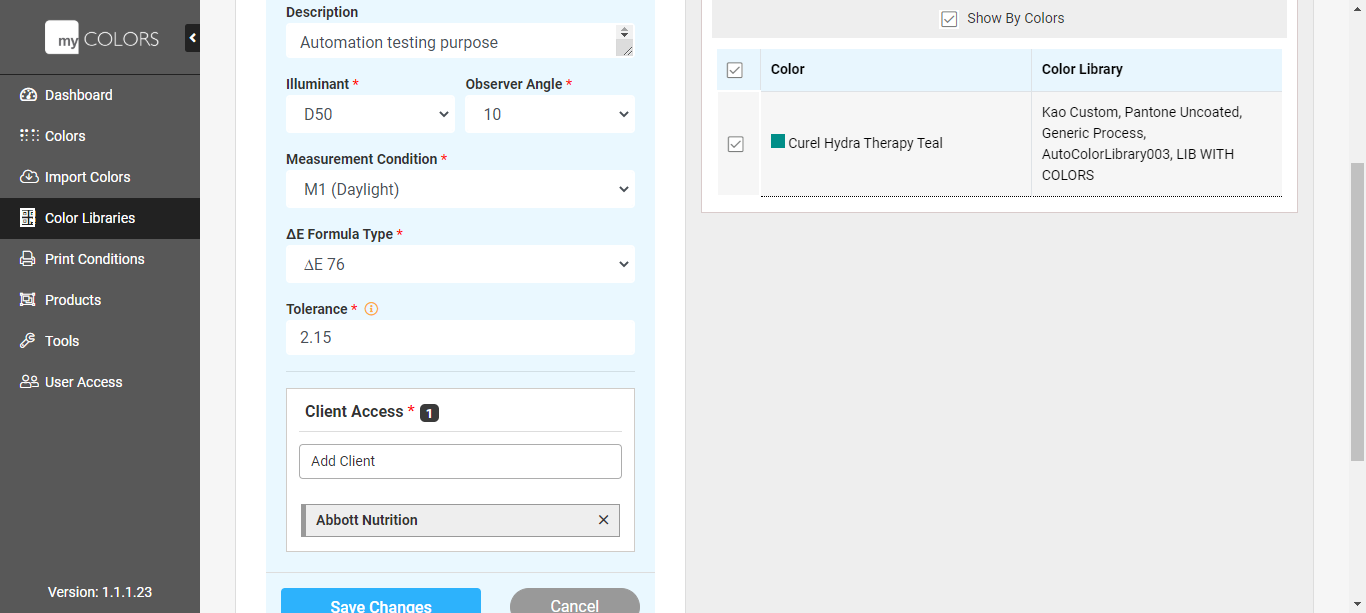 my COLORS
Dashboard
Colors
Import Colors
Color Libraries
Print Conditions
Products
Tools
User Access
Version: 1.1.1.23
Description
Automation testing purpose
Illuminant *
Observer Angle *
D50
10
Measurement Condition *
M1 (Daylight)
ΔE Formula Type *
ΔE 76
Tolerance *
2.15
Client Access * 1
Add Client
Abbott Nutrition
Save Changes
Cancel
Show By Colors
Color
Color Library
Curel Hydra Therapy Teal
Kao Custom, Pantone Uncoated,
Generic Process,
AutoColorLibrary003, LIB WITH
COLORS